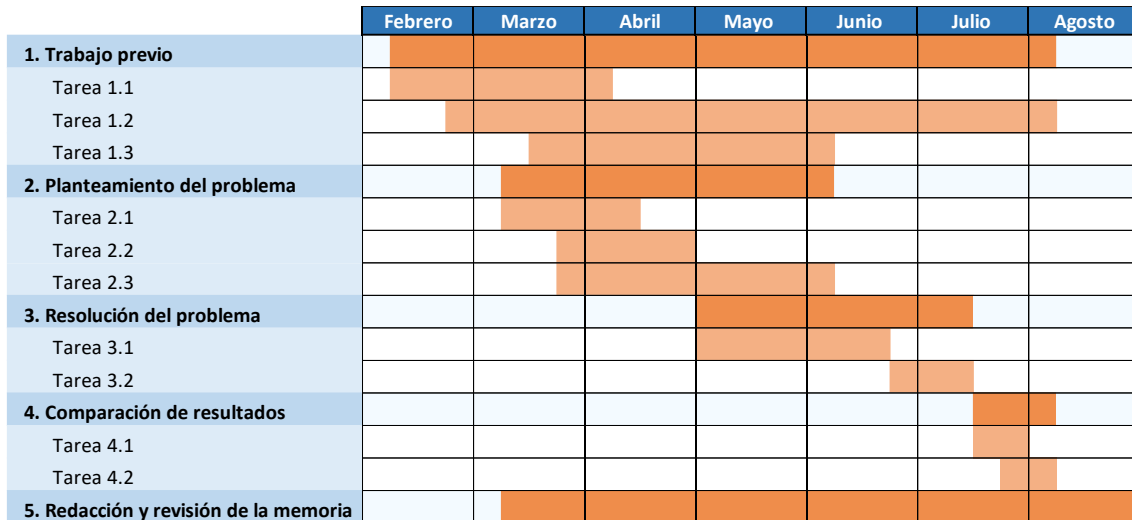 Febrero Marzo Abril Mayo Junio Julio Agosto
1. Trabajo previo
Tarea 1.1
Tarea 1.2
Tarea 1.3
2. Planteamiento del problema
Tarea 2.1
Tarea 2.2
Tarea 2.3
3. Resolución del problema
Tarea 3.1
Tarea 3.2
4. Comparación de resultados
Tarea 4.1
Tarea 4.2
5. Redacción y revisión de la memoria